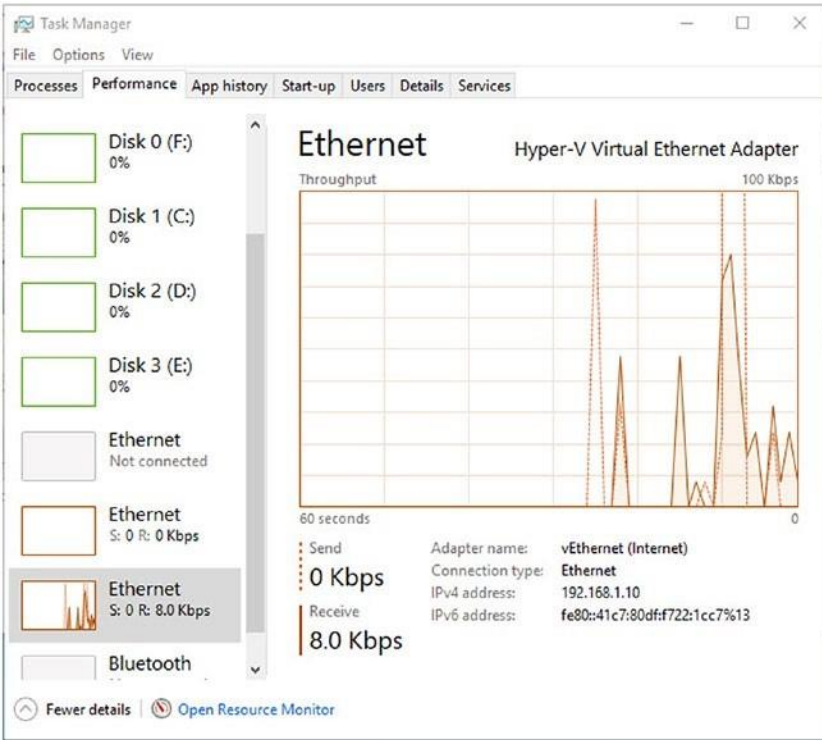 Task Manager
File Options View
Processes Performance App history Start-up Users Details Services
Disk 0 (F:)
0%
Disk 1 (C:)
0%
Disk 2 (D:)
0%
Disk 3 (E:)
0%
Ethernet
Not connected
Ethernet
S: 0 R: 0 Kbps
Ethernet
S: 0 R: 8.0 Kbps
Bluetooth
Ethernet Hyper-V Virtual Ethernet Adapter
Throughput 100 Kbps
60 seconds 0
Send
0 Kbps
Receive
8.0 Kbps
Adapter name: vEthernet (Internet)
Connection type: Ethernet
IPv4 address: 192.168.1.10
IPv6 address: fe80::41c7:80df:f722:1cc7%13
Fewer details Open Resource Monitor